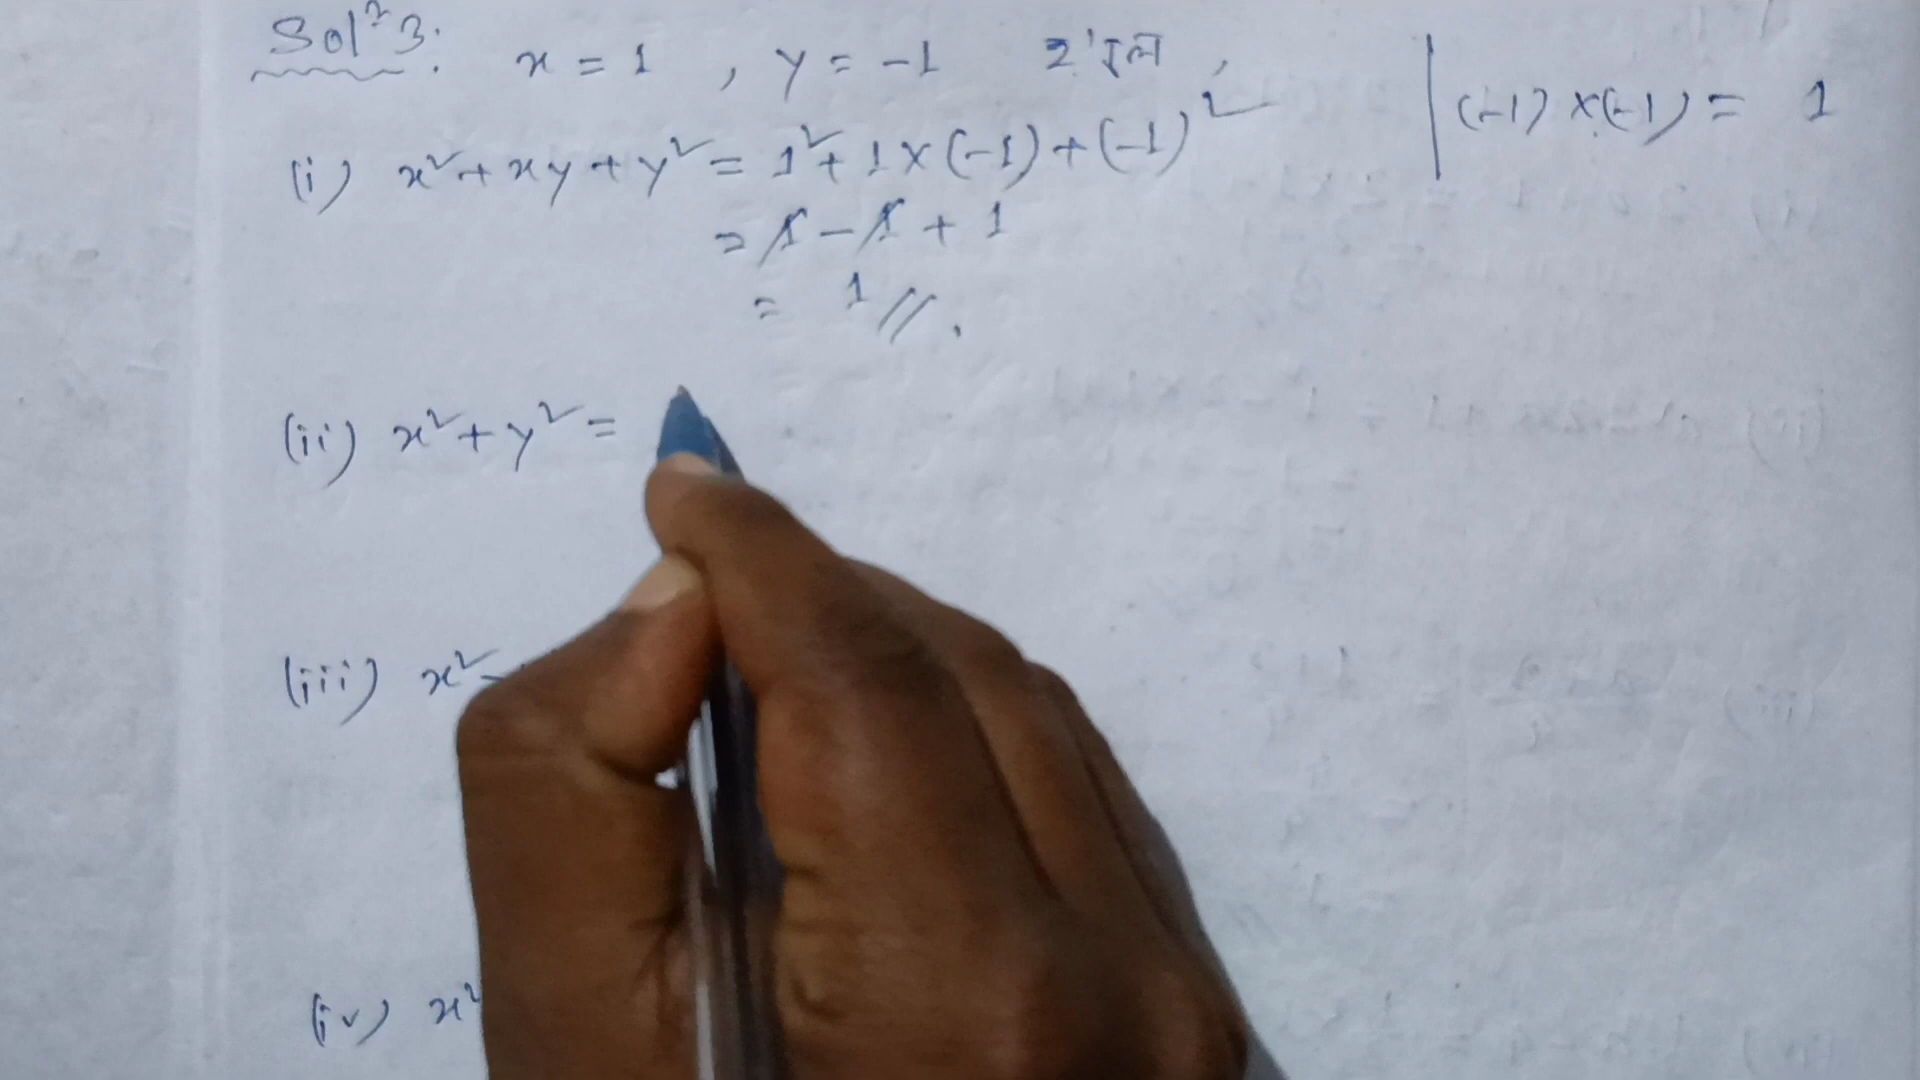 Solⁿ 3: x = 1 , y = -1 হ'লে ,
(i) x² + xy + y² = 1² + 1 × (-1) + (-1)²
= 1 - 1 + 1
= 1 //.
(-1) × (-1) = 1
(ii) x² + y² =
(iii) x²
(iv) x²